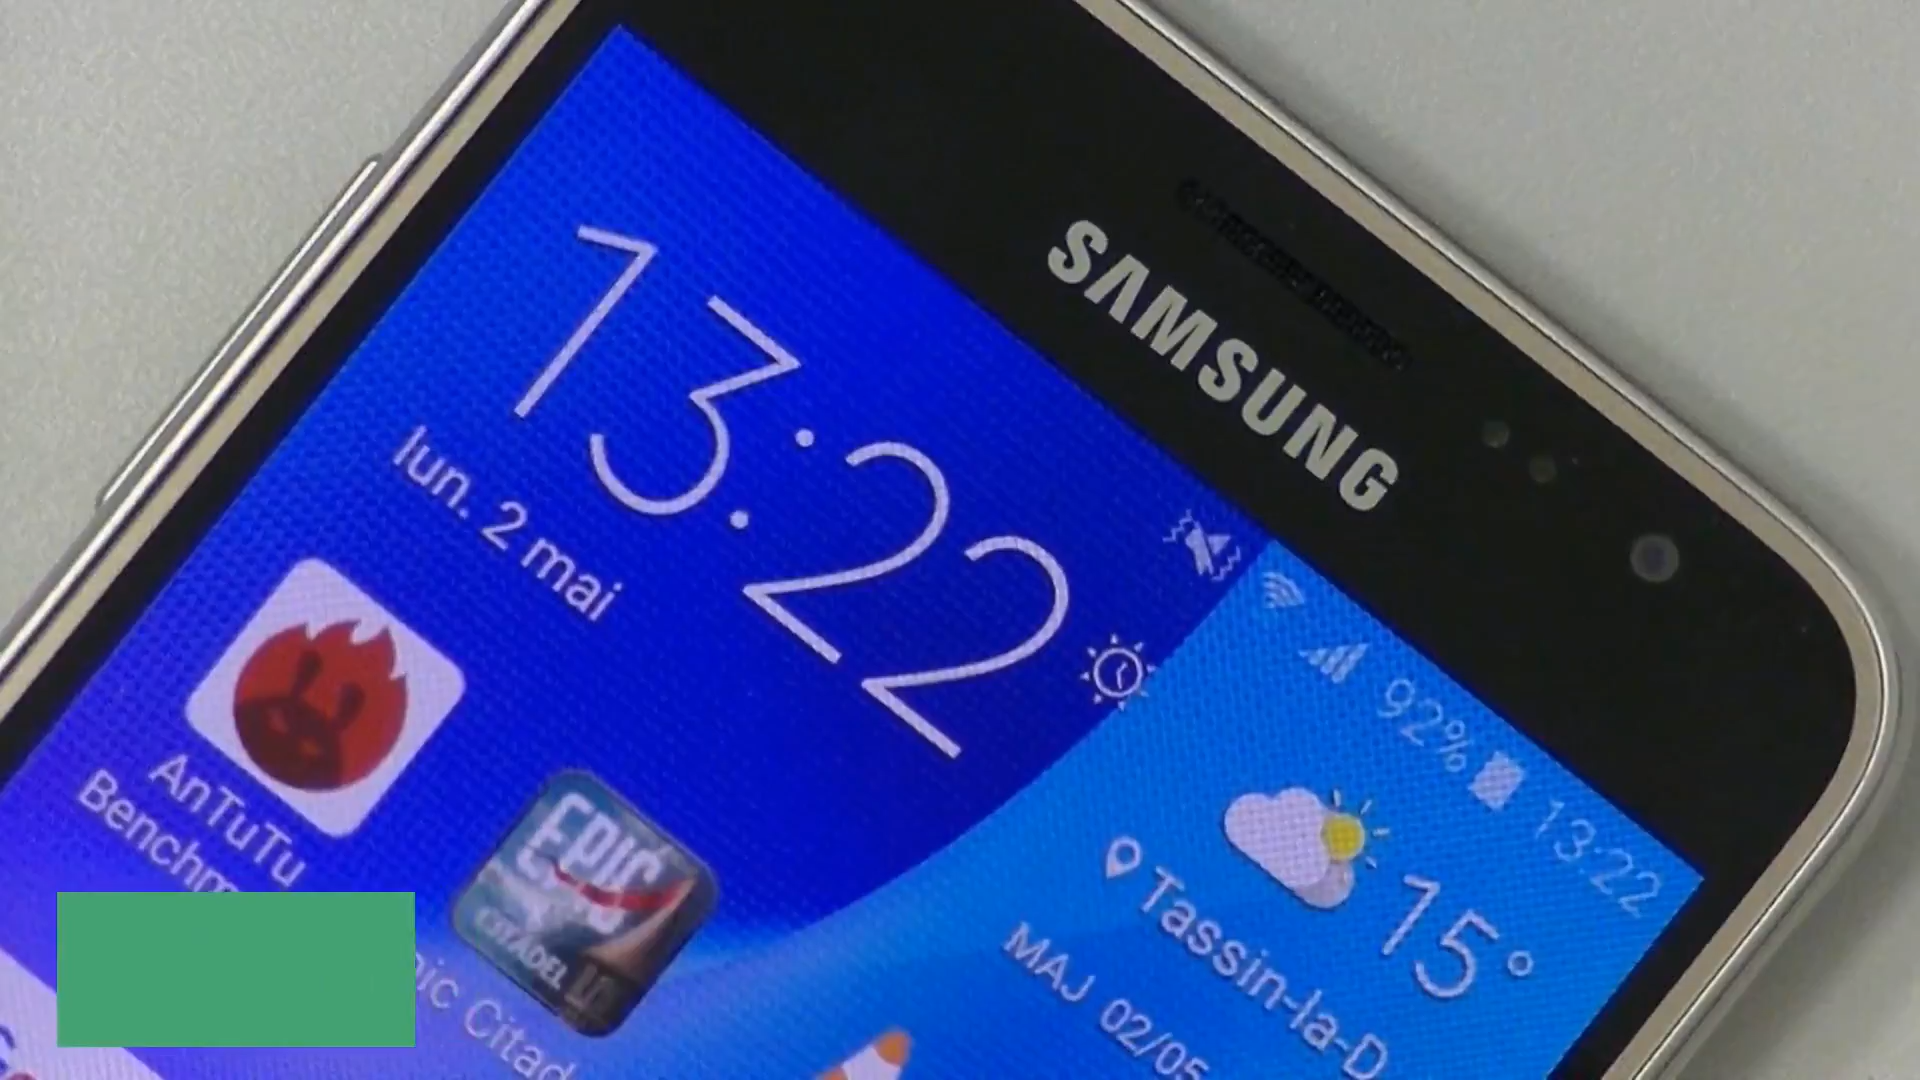 SAMSUNG
92% 13:22
13:22
lun. 2 mai
15°
Tassin-la-D
MAJ 02/05
AnTuTu
Benchm
EPIC
CITADEL
pic Citad